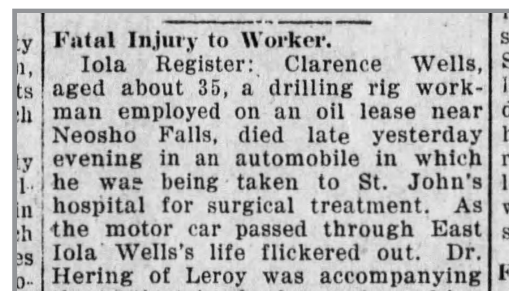 Fatal Injury to Worker.
Iola Register: Clarence Wells,
aged about 35, a drilling rig work-
man employed on an oil lease near
Neosho Falls, died late yesterday
evening in an automobile in which
he was being taken to St. John's
hospital for surgical treatment. As
the motor car passed through East
Iola Wells's life flickered out. Dr.
Hering of Leroy was accompanying